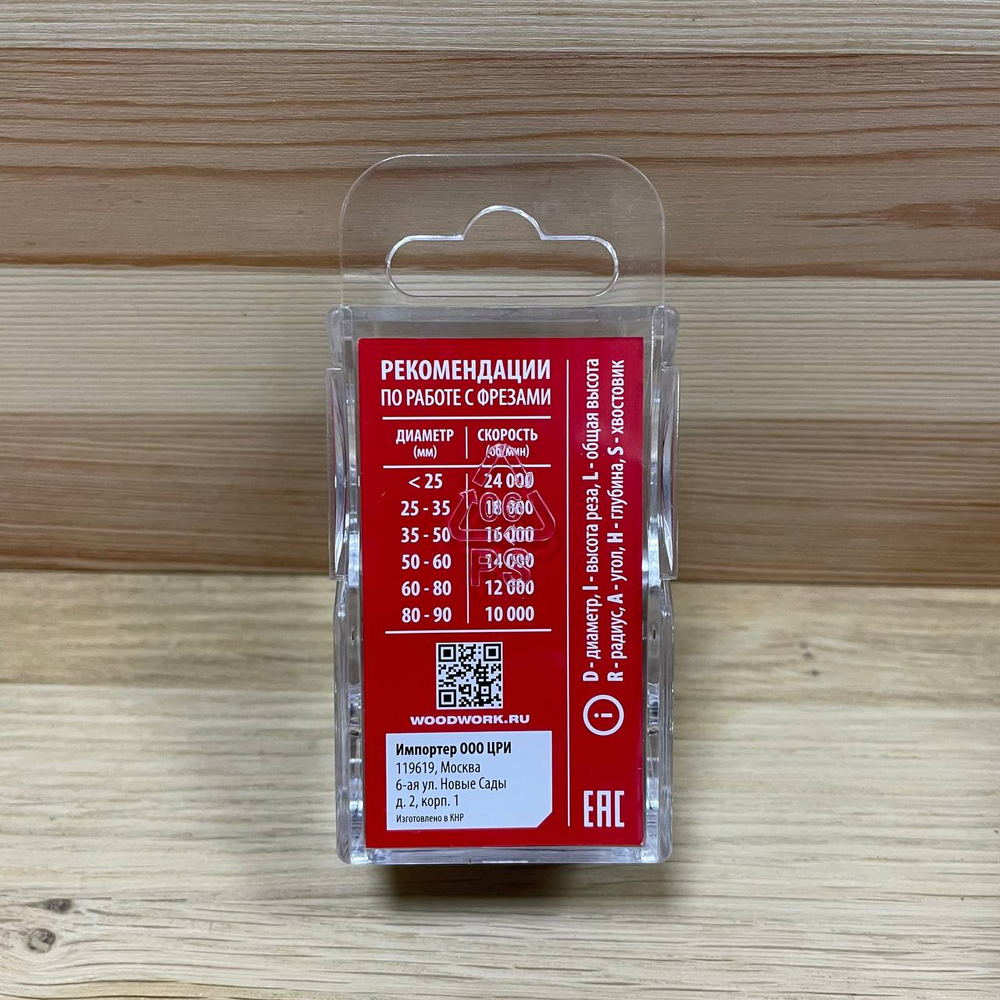 РЕКОМЕНДАЦИИ
ПО РАБОТЕ С ФРЕЗАМИ
ДИАМЕТР (мм) СКОРОСТЬ (об/мин)
< 25 24 000
25 - 35 18 000
35 - 50 16 000
50 - 60 14 000
60 - 80 12 000
80 - 90 10 000
06
PS
WOODWORK.RU
Импортер ООО ЦРИ
119619, Москва
6-ая ул. Новые Сады
д. 2, корп. 1
Изготовлено в КНР
D - диаметр, I - высота реза, L - общая высота
R - радиус, A - угол, H - глубина, S - хвостовик
i
EAC